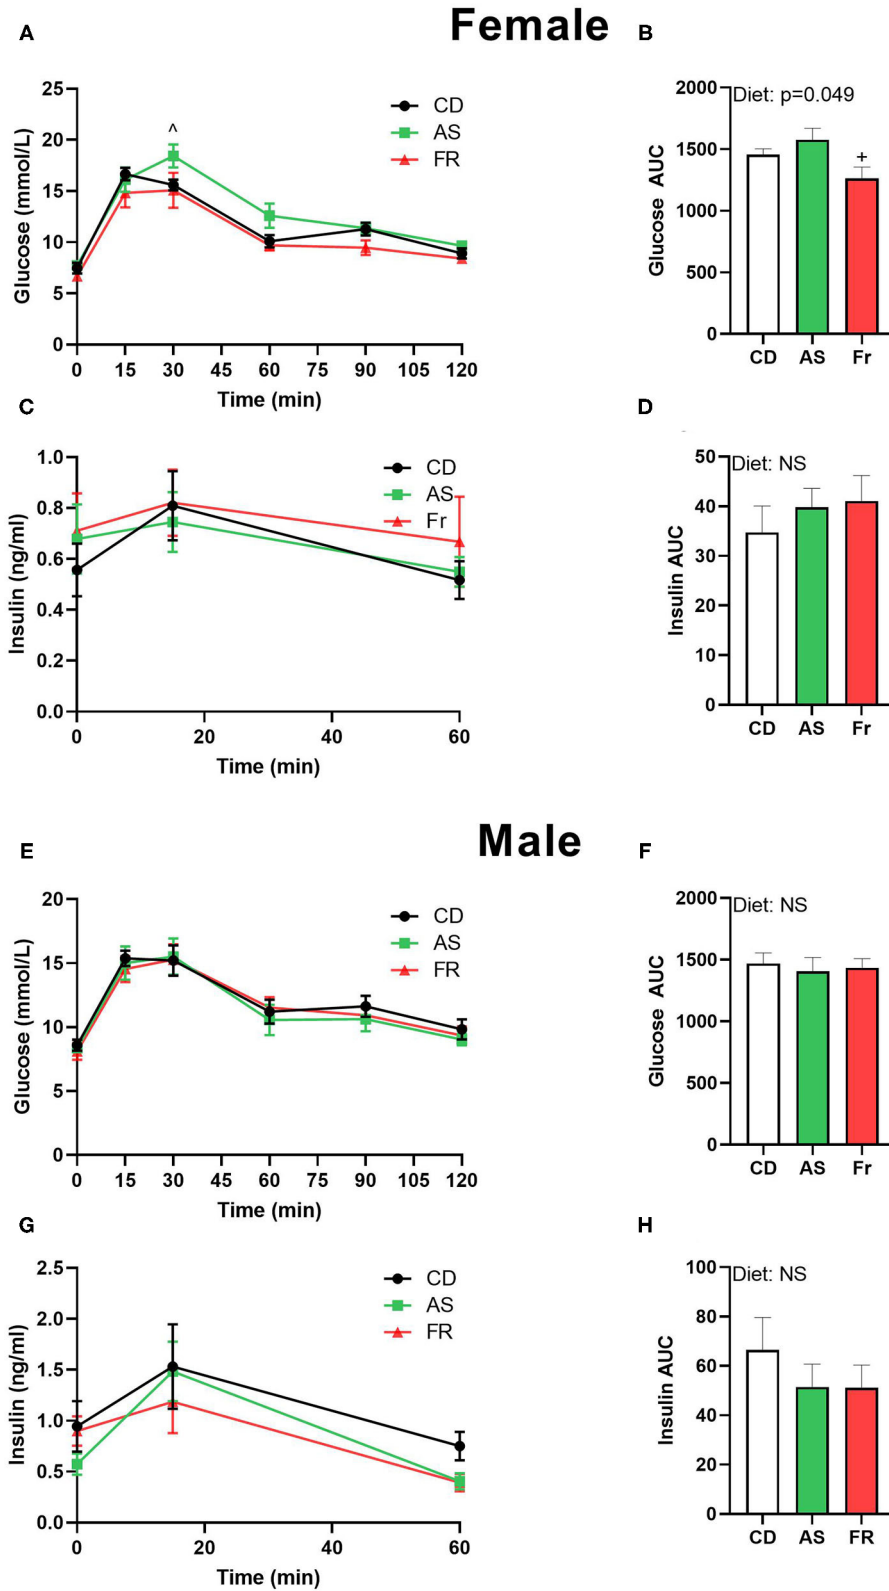 Female
A
25
20
15
10
5
0
Glucose (mmol/L)
^
CD
AS
FR
0 15 30 45 60 75 90 105 120
Time (min)
B
2000
1500
1000
500
0
Glucose AUC
Diet: p=0.049
+
CD AS Fr
C
1.0
0.8
0.6
0.4
0.2
0.0
Insulin (ng/ml)
CD
AS
Fr
0 20 40 60
Time (min)
D
50
40
30
20
10
0
Insulin AUC
Diet: NS
CD AS Fr
Male
E
20
15
10
5
0
Glucose (mmol/L)
CD
AS
FR
0 15 30 45 60 75 90 105 120
Time (min)
F
2000
1500
1000
500
0
Glucose AUC
Diet: NS
CD AS Fr
G
2.5
2.0
1.5
1.0
0.5
0.0
Insulin (ng/ml)
CD
AS
FR
0 20 40 60
Time (min)
H
100
80
60
40
20
0
Insulin AUC
Diet: NS
CD AS FR